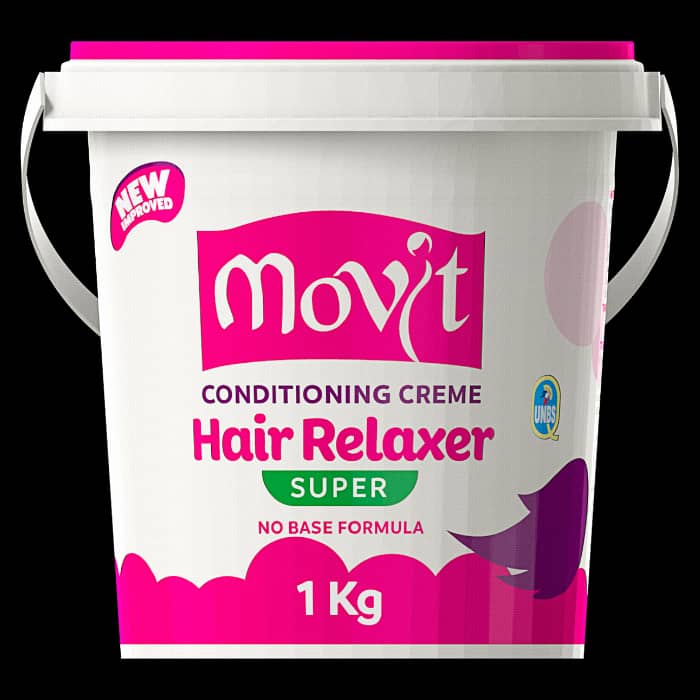 NEW
IMPROVED
Movit
CONDITIONING CREME
Hair Relaxer
SUPER
NO BASE FORMULA
1 Kg
UNBS
Q